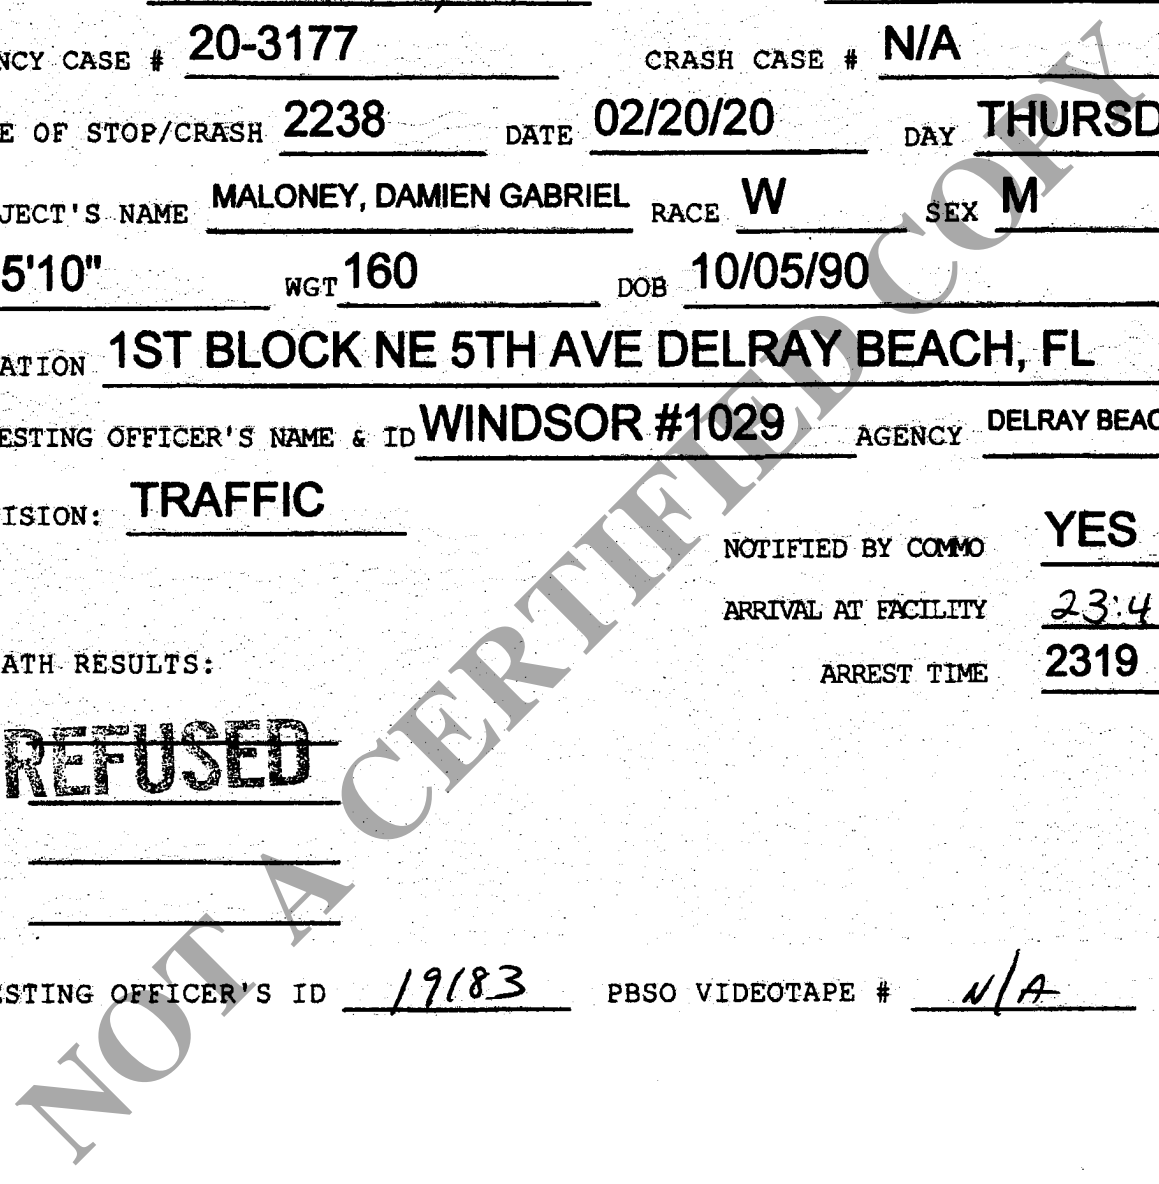 NCY CASE # 20-3177 CRASH CASE # N/A
E OF STOP/CRASH 2238 DATE 02/20/20 DAY THURSD
JECT'S NAME MALONEY, DAMIEN GABRIEL RACE W SEX M
5'10" WGT 160 DOB 10/05/90
ATION 1ST BLOCK NE 5TH AVE DELRAY BEACH, FL
ESTING OFFICER'S NAME & ID WINDSOR #1029 AGENCY DELRAY BEAC
ISION: TRAFFIC
NOTIFIED BY COMMO YES
ARRIVAL AT FACILITY 23:4
ATH RESULTS:
ARREST TIME 2319
REFUSED
ESTING OFFICER'S ID 19183 PBSO VIDEOTAPE # N/A
NOT A CERTIFIED COPY